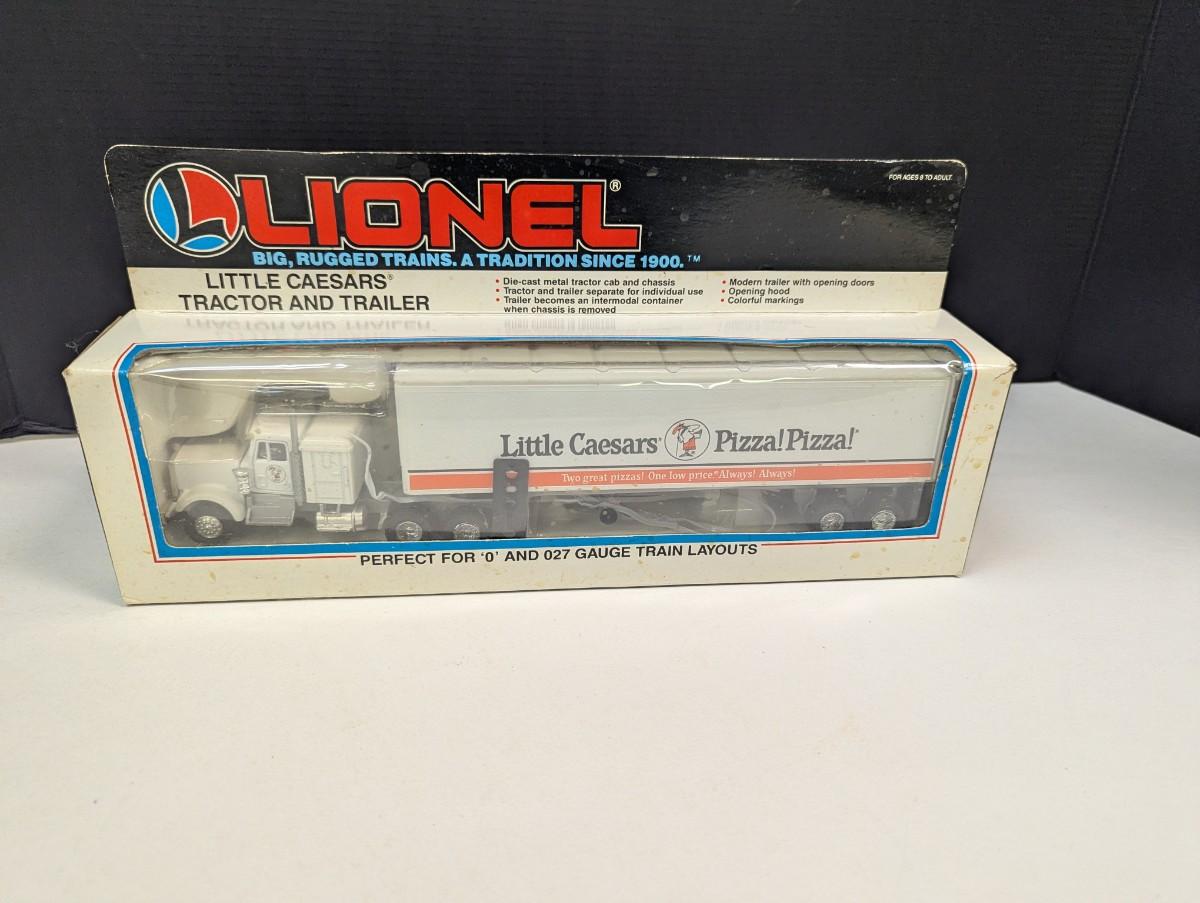 FOR AGES 8 TO ADULT
LIONEL®
BIG, RUGGED TRAINS. A TRADITION SINCE 1900.™
LITTLE CAESARS®
TRACTOR AND TRAILER
• Die-cast metal tractor cab and chassis
• Tractor and trailer separate for individual use
• Trailer becomes an intermodal container
when chassis is removed
• Modern trailer with opening doors
• Opening hood
• Colorful markings
Little Caesars® Pizza!Pizza!®
Two great pizzas! One low price.® Always! Always!
PERFECT FOR '0' AND 027 GAUGE TRAIN LAYOUTS